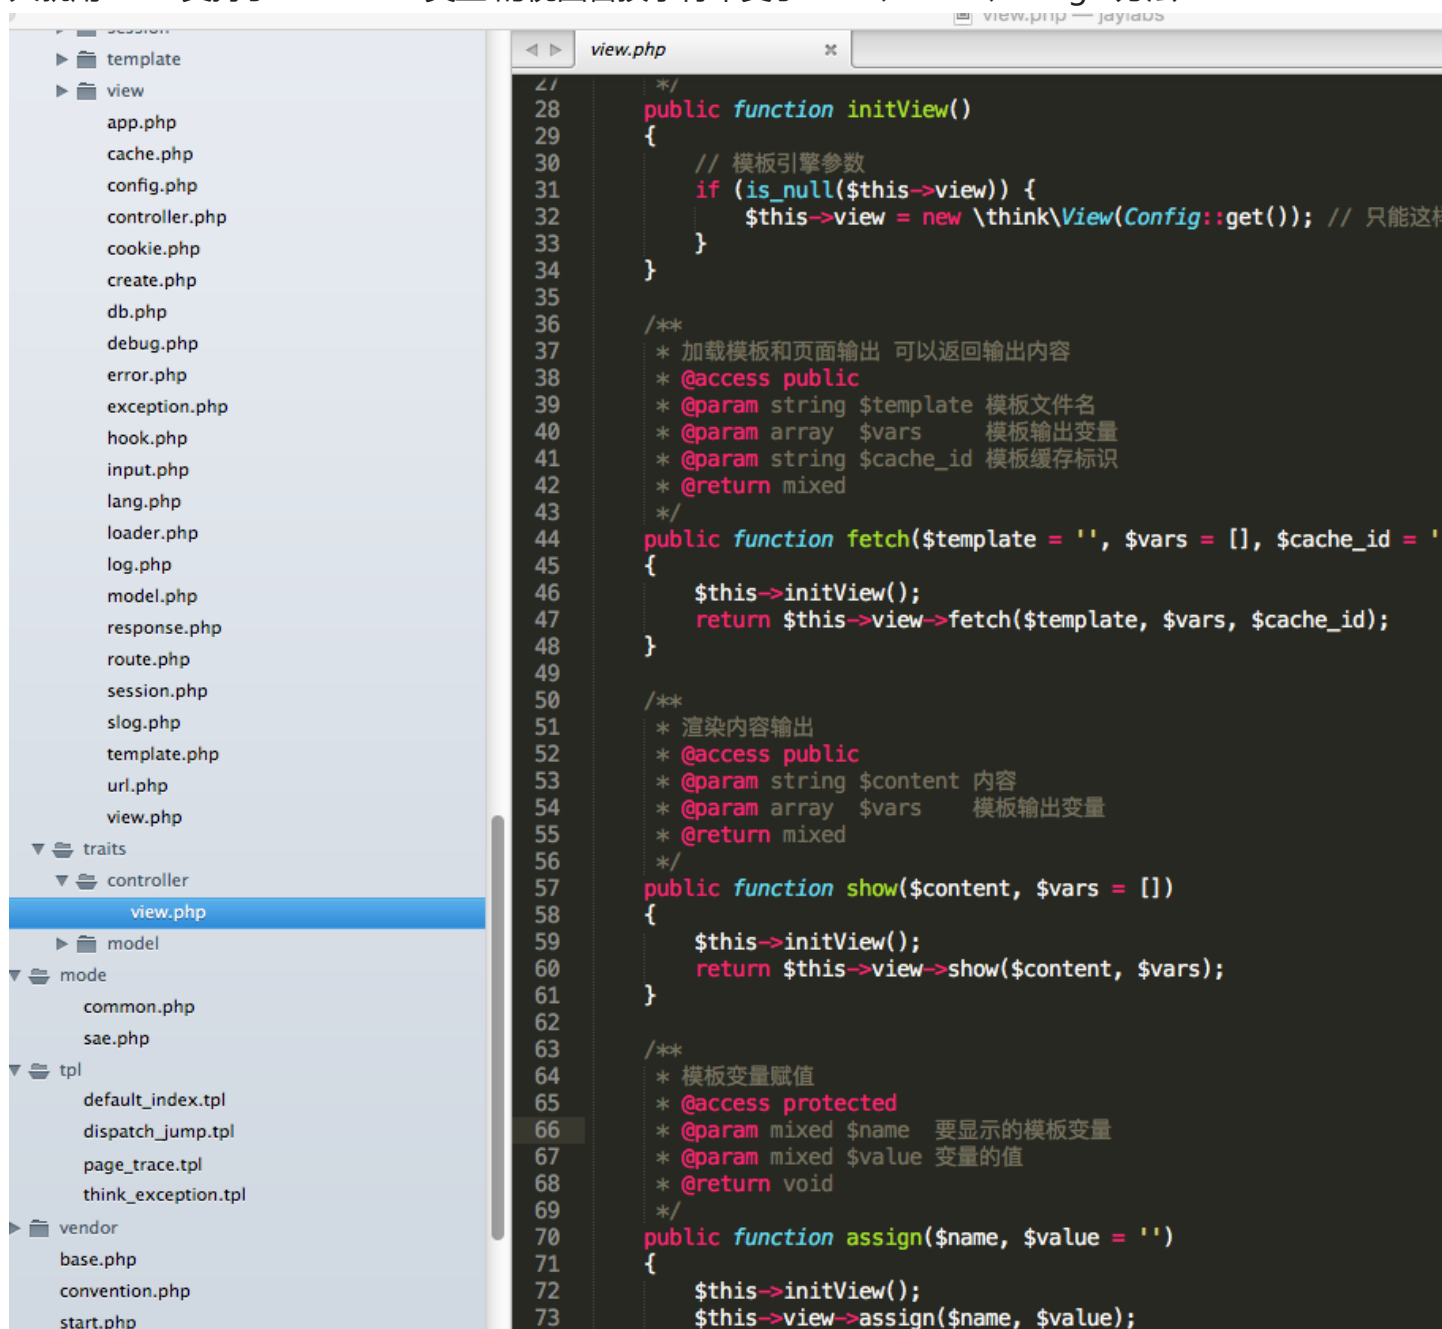 view.php — jaylabs
session
template
view
app.php
cache.php
config.php
controller.php
cookie.php
create.php
db.php
debug.php
error.php
exception.php
hook.php
input.php
lang.php
loader.php
log.php
model.php
response.php
route.php
session.php
slog.php
template.php
url.php
view.php
traits
controller
view.php
model
mode
common.php
sae.php
tpl
default_index.tpl
dispatch_jump.tpl
page_trace.tpl
think_exception.tpl
vendor
base.php
convention.php
start.php
view.php
27 */
28 public function initView()
29 {
30 // 模板引擎参数
31 if (is_null($this->view)) {
32 $this->view = new \think\View(Config::get()); // 只能这样
33 }
34 }
35
36 /**
37 * 加载模板和页面输出 可以返回输出内容
38 * @access public
39 * @param string $template 模板文件名
40 * @param array $vars 模板输出变量
41 * @param string $cache_id 模板缓存标识
42 * @return mixed
43 */
44 public function fetch($template = '', $vars = [], $cache_id = '
45 {
46 $this->initView();
47 return $this->view->fetch($template, $vars, $cache_id);
48 }
49
50 /**
51 * 渲染内容输出
52 * @access public
53 * @param string $content 内容
54 * @param array $vars 模板输出变量
55 * @return mixed
56 */
57 public function show($content, $vars = [])
58 {
59 $this->initView();
60 return $this->view->show($content, $vars);
61 }
62
63 /**
64 * 模板变量赋值
65 * @access protected
66 * @param mixed $name 要显示的模板变量
67 * @param mixed $value 变量的值
68 * @return void
69 */
70 public function assign($name, $value = '')
71 {
72 $this->initView();
73 $this->view->assign($name, $value);